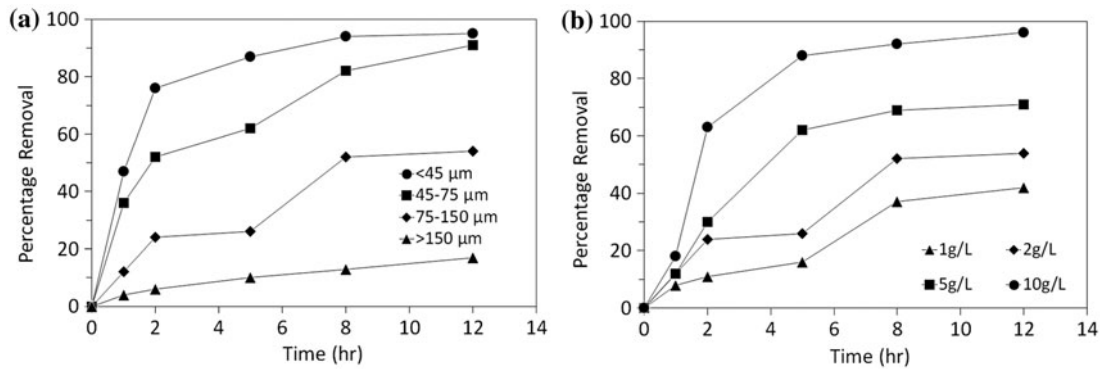 (a)
100
80
60
40
20
0
Percentage Removal
<45 µm
45-75 µm
75-150 µm
>150 µm
0 2 4 6 8 10 12 14
Time (hr)
(b)
100
80
60
40
20
0
Percentage Removal
1g/L 2g/L
5g/L 10g/L
0 2 4 6 8 10 12 14
Time (hr)